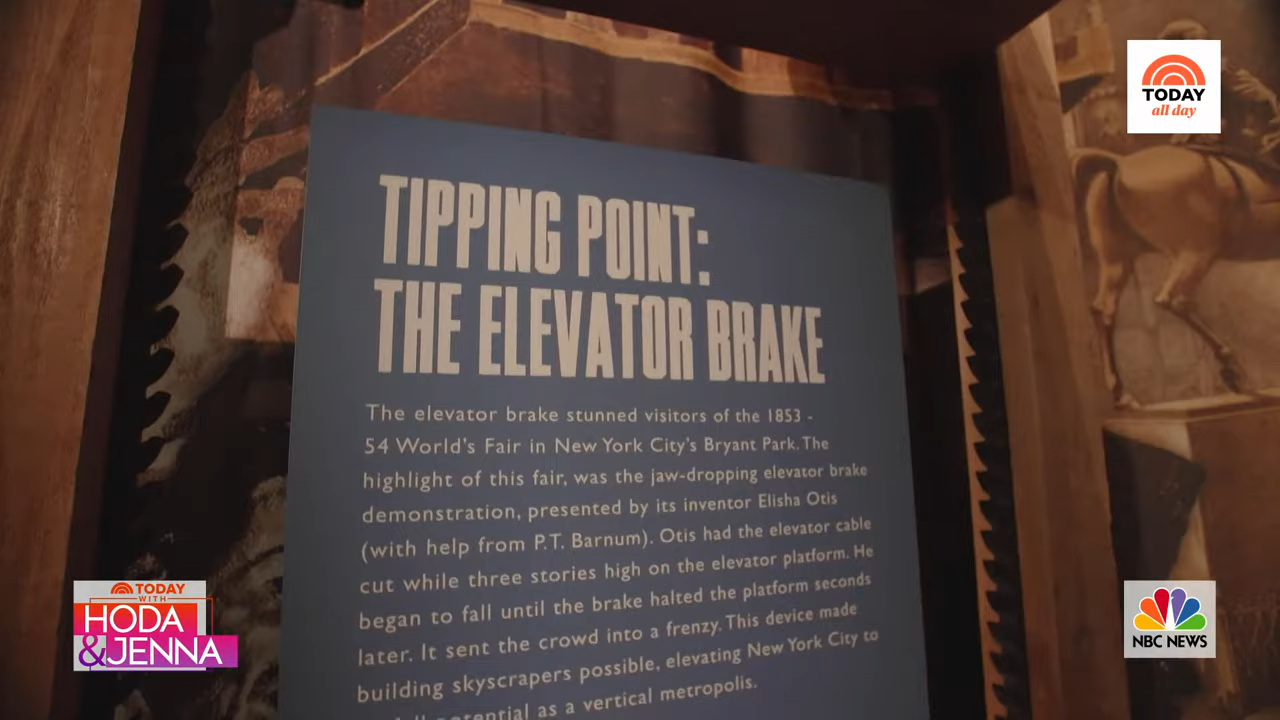 TODAY
all day
TIPPING POINT:
THE ELEVATOR BRAKE
The elevator brake stunned visitors of the 1853 -
54 World's Fair in New York City's Bryant Park. The
highlight of this fair, was the jaw-dropping elevator brake
demonstration, presented by its inventor Elisha Otis
(with help from P.T. Barnum). Otis had the elevator cable
cut while three stories high on the elevator platform. He
began to fall until the brake halted the platform seconds
later. It sent the crowd into a frenzy. This device made
building skyscrapers possible, elevating New York City to
potential as a vertical metropolis.
TODAY
WITH
HODA
&JENNA
NBC NEWS